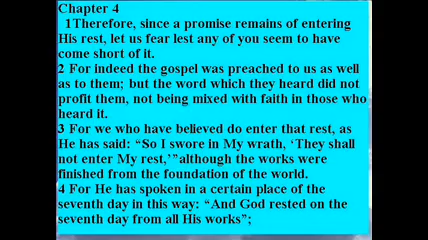 Chapter 4
1Therefore, since a promise remains of entering
His rest, let us fear lest any of you seem to have
come short of it.
2 For indeed the gospel was preached to us as well
as to them; but the word which they heard did not
profit them, not being mixed with faith in those who
heard it.
3 For we who have believed do enter that rest, as
He has said: “So I swore in My wrath, ‘They shall
not enter My rest,’”although the works were
finished from the foundation of the world.
4 For He has spoken in a certain place of the
seventh day in this way: “And God rested on the
seventh day from all His works”;